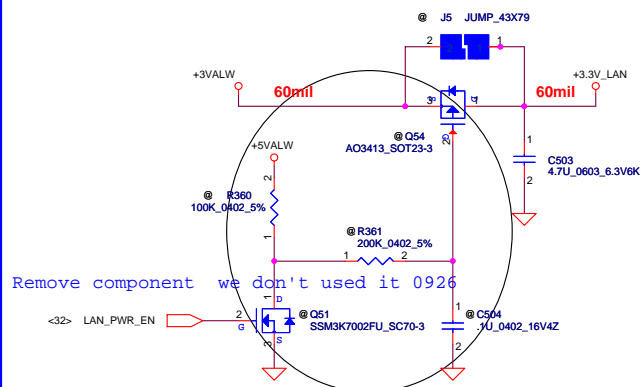 @ J5 JUMP_43X79
2 1
+3VALW
+3.3V_LAN
60mil
60mil
3 1
@ Q54
AO3413_SOT23-3
G
2
+5VALW
1
C503
4.7U_0603_6.3V6K
2
2
@ R360
100K_0402_5%
1
@ R361
1 2
200K_0402_5%
Remove component we don't used it 0926
1
D
@ Q51
SSM3K7002FU_SC70-3
<32> LAN_PWR_EN
2
G
S
3
1
@ C504
.1U_0402_16V4Z
2